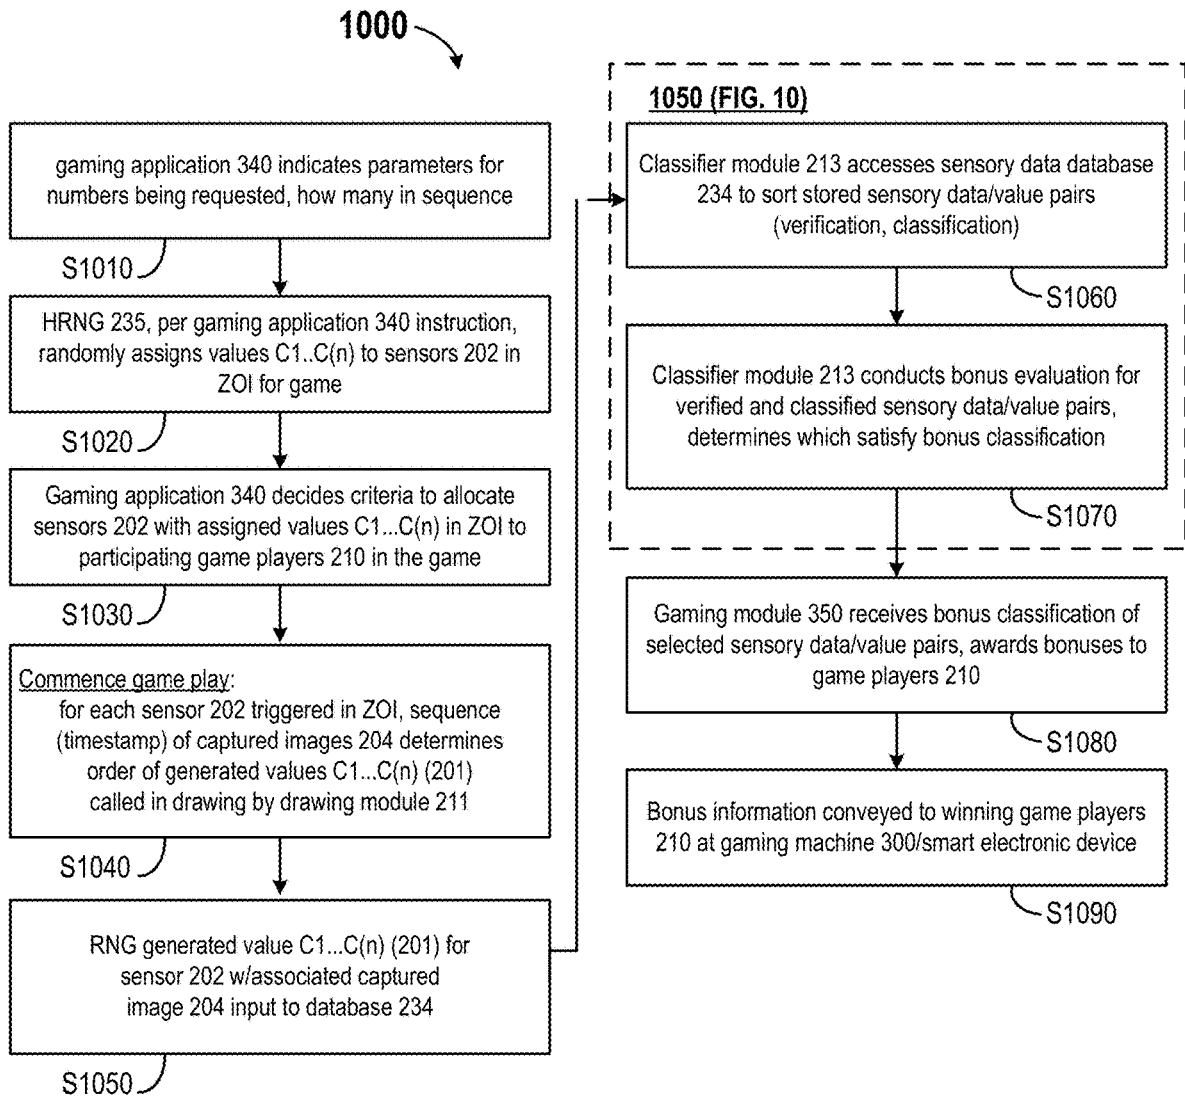 1000
gaming application 340 indicates parameters for
numbers being requested, how many in sequence
S1010
HRNG 235, per gaming application 340 instruction,
randomly assigns values C1..C(n) to sensors 202 in
ZOI for game
S1020
Gaming application 340 decides criteria to allocate
sensors 202 with assigned values C1...C(n) in ZOI to
participating game players 210 in the game
S1030
Commence game play:
for each sensor 202 triggered in ZOI, sequence
(timestamp) of captured images 204 determines
order of generated values C1...C(n) (201)
called in drawing by drawing module 211
S1040
RNG generated value C1...C(n) (201) for
sensor 202 w/associated captured
image 204 input to database 234
S1050
1050 (FIG. 10)
Classifier module 213 accesses sensory data database
234 to sort stored sensory data/value pairs
(verification, classification)
S1060
Classifier module 213 conducts bonus evaluation for
verified and classified sensory data/value pairs,
determines which satisfy bonus classification
S1070
Gaming module 350 receives bonus classification of
selected sensory data/value pairs, awards bonuses to
game players 210
S1080
Bonus information conveyed to winning game players
210 at gaming machine 300/smart electronic device
S1090